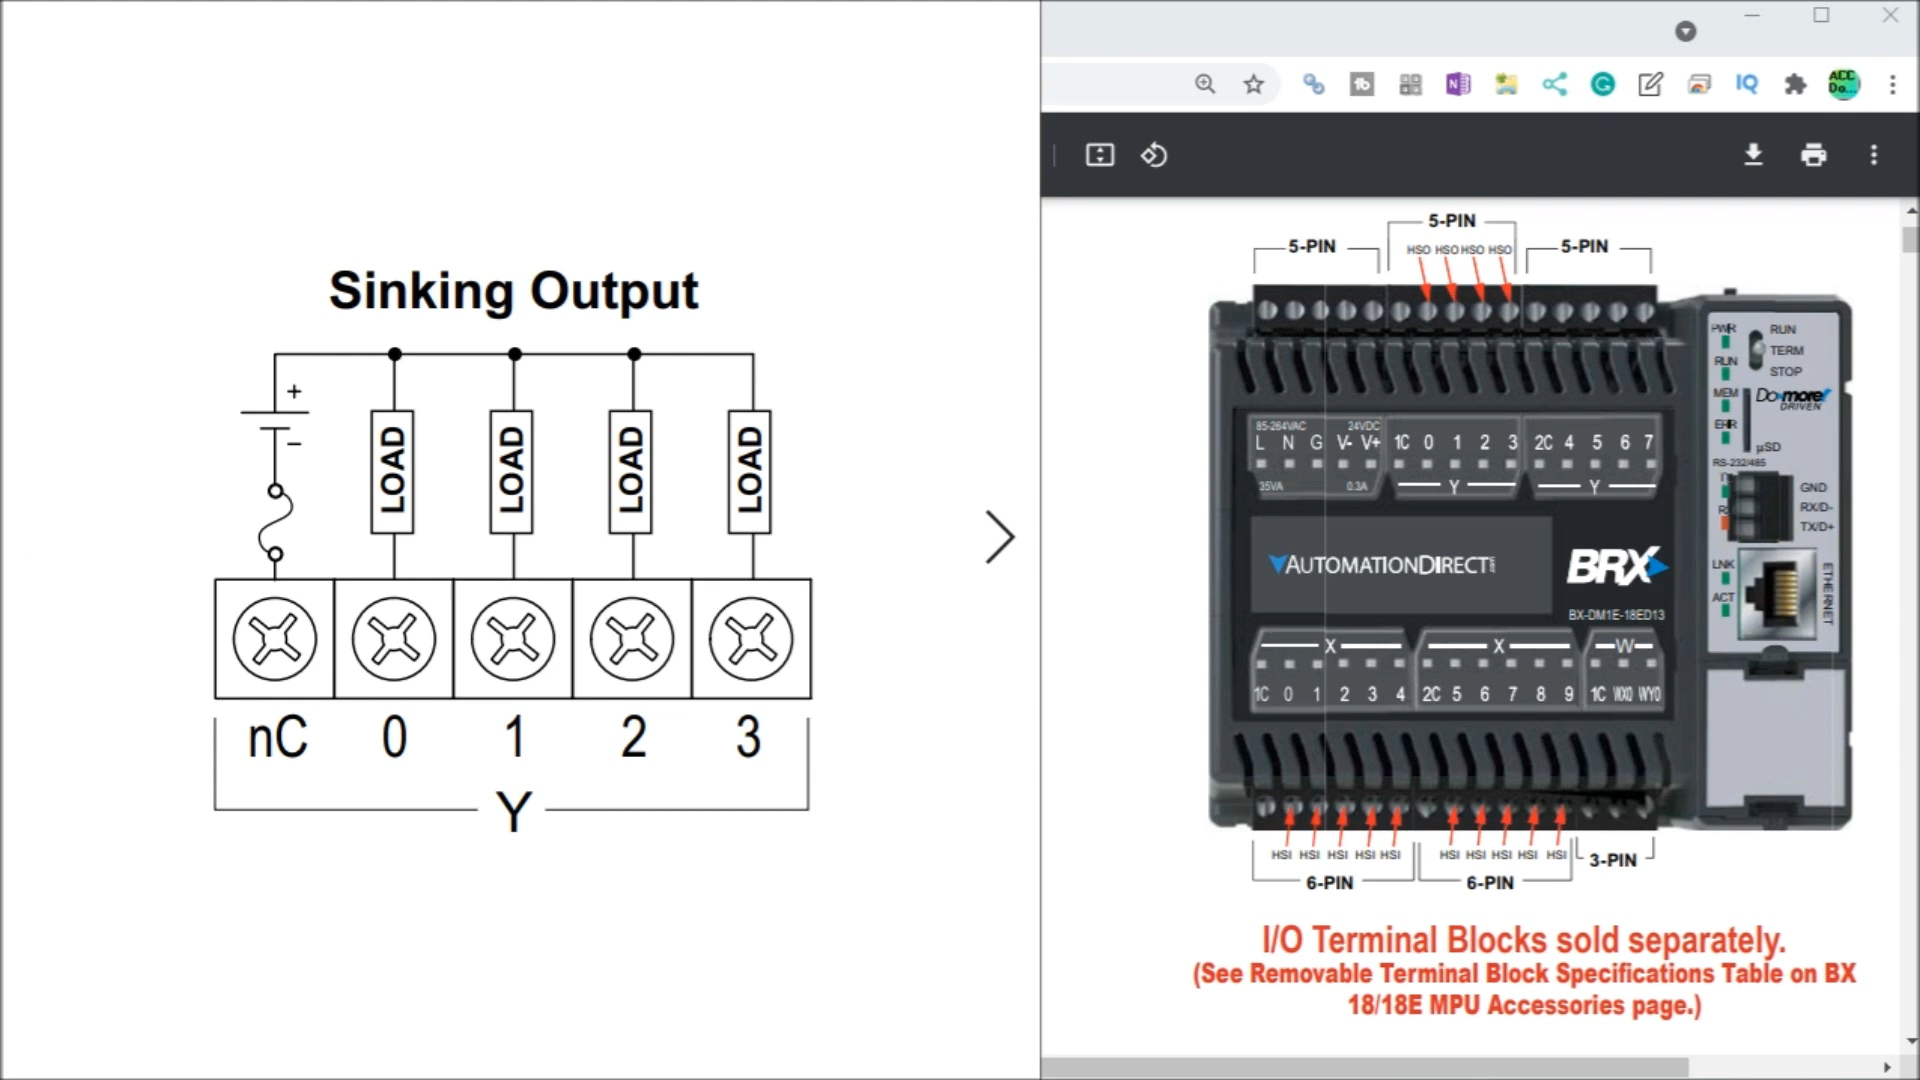 Sinking Output
+
−
LOAD
LOAD
LOAD
LOAD
nC 0 1 2 3
Y
ACC
Do...
IQ
5-PIN
5-PIN 5-PIN
HSO HSO HSO HSO
PWR
RUN
MEM
ERR
RUN
TERM
STOP
Do-more!
DRIVEN
µSD
RS-232/485
85-264VAC 24VDC
L N G V- V+ 1C 0 1 2 3 2C 4 5 6 7
35VA 0.3A Y Y
GND
RX/D-
TX/D+
AUTOMATIONDIRECT
BRX
LNK
ACT
ETHERNET
BX-DM1E-18ED13
X X W
1C 0 1 2 3 4 2C 5 6 7 8 9 1C WX0 WY0
HSI HSI HSI HSI HSI HSI HSI HSI HSI HSI
6-PIN 6-PIN 3-PIN
I/O Terminal Blocks sold separately.
(See Removable Terminal Block Specifications Table on BX
18/18E MPU Accessories page.)